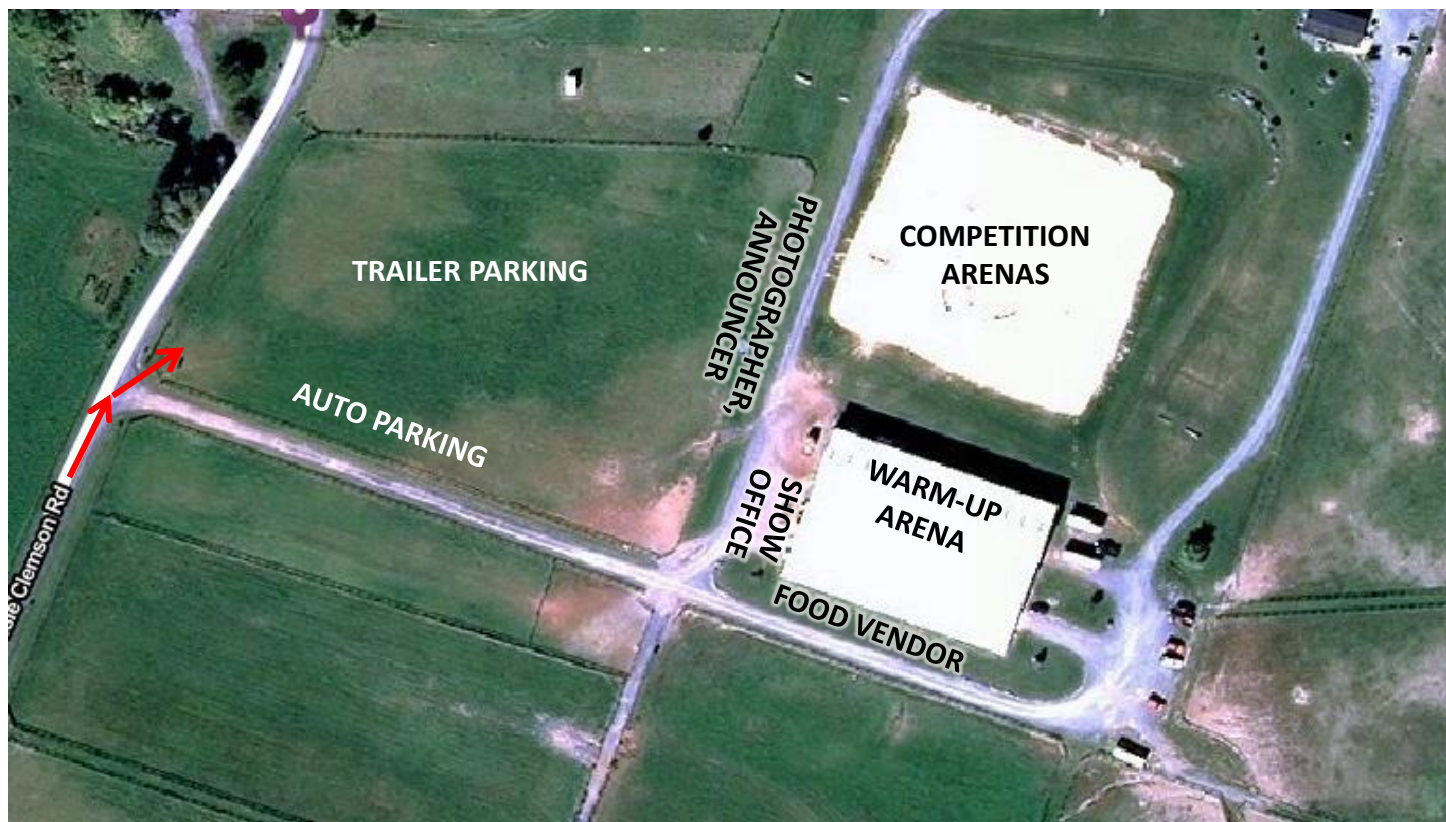 COMPETITION
ARENAS
TRAILER PARKING
PHOTOGRAPHER,
ANNOUNCER
AUTO PARKING
WARM-UP
ARENA
SHOW
OFFICE
FOOD VENDOR
Clemson Rd